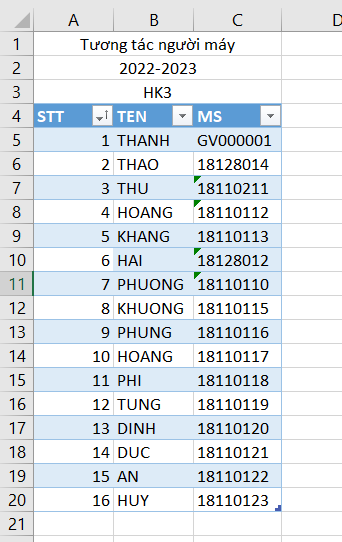 A B C D
1 Tương tác người máy
2 2022-2023
3 HK3
4 STT TEN MS
5 1 THANH GV000001
6 2 THAO 18128014
7 3 THU 18110211
8 4 HOANG 18110112
9 5 KHANG 18110113
10 6 HAI 18128012
11 7 PHUONG 18110110
12 8 KHUONG 18110115
13 9 PHUNG 18110116
14 10 HOANG 18110117
15 11 PHI 18110118
16 12 TUNG 18110119
17 13 DINH 18110120
18 14 DUC 18110121
19 15 AN 18110122
20 16 HUY 18110123
21